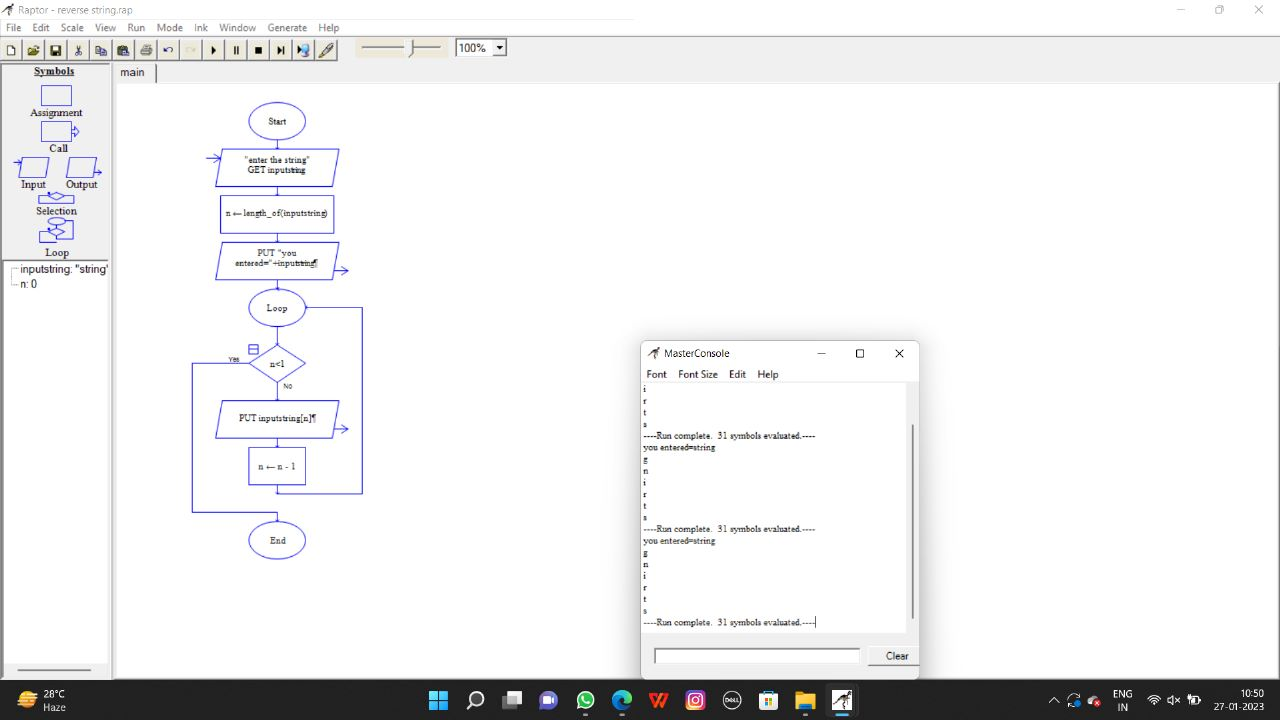 Raptor - reverse string.rap
File Edit Scale View Run Mode Ink Window Generate Help
100%
Symbols
main
Assignment
Call
Input Output
Selection
Loop
inputstring: "string"
n: 0
Start
"enter the string"
GET inputstring
n ← length_of(inputstring)
PUT "you
entered="+inputstring¶
Loop
Yes
n<1
No
PUT inputstring[n]¶
n ← n - 1
End
MasterConsole
Font Font Size Edit Help
i
r
t
s
----Run complete. 31 symbols evaluated.----
you entered=string
g
n
i
r
t
s
----Run complete. 31 symbols evaluated.----
you entered=string
g
n
i
r
t
s
----Run complete. 31 symbols evaluated.----
Clear
28°C
Haze
DELL
ENG
IN
10:50
27-01-2023